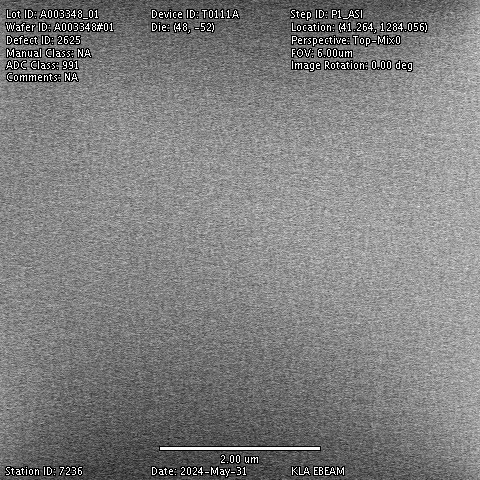 Lot ID: A003348_01 Device ID: T0111A Step ID: P1_ASI
Wafer ID: A003348#01 Die: (48, -52) Location: (41.264, 1284.056)
Defect ID: 2625 Perspective: Top-Mix0
Manual Class: NA FOV: 6.00um
ADC Class: 991 Image Rotation: 0.00 deg
Comments: NA
2.00 um
Station ID: 7236 Date: 2024-May-31 KLA EBEAM